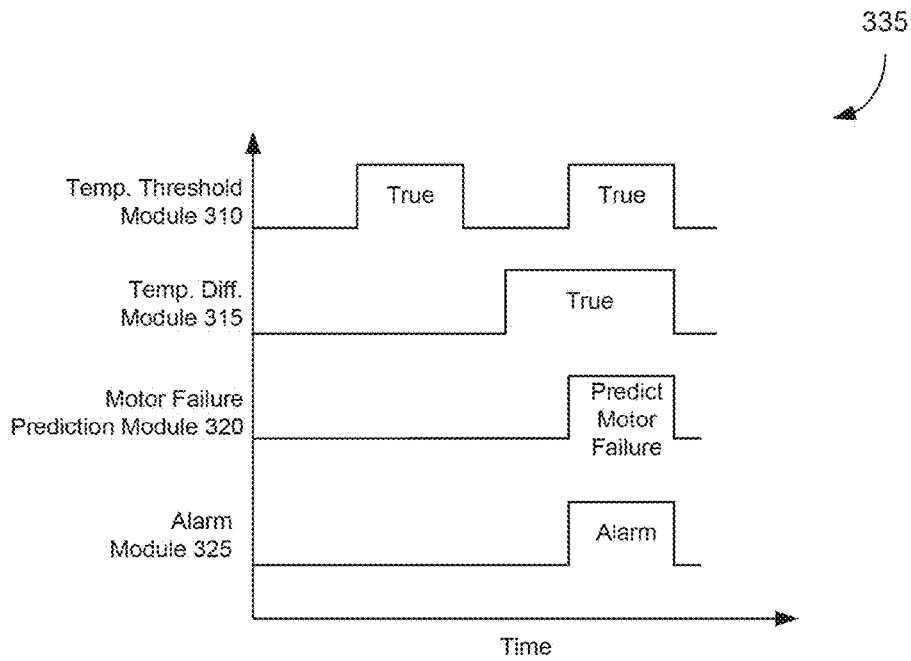 335
Temp. Threshold
Module 310
True
True
Temp. Diff.
Module 315
True
Motor Failure
Prediction Module 320
Predict
Motor
Failure
Alarm
Module 325
Alarm
Time